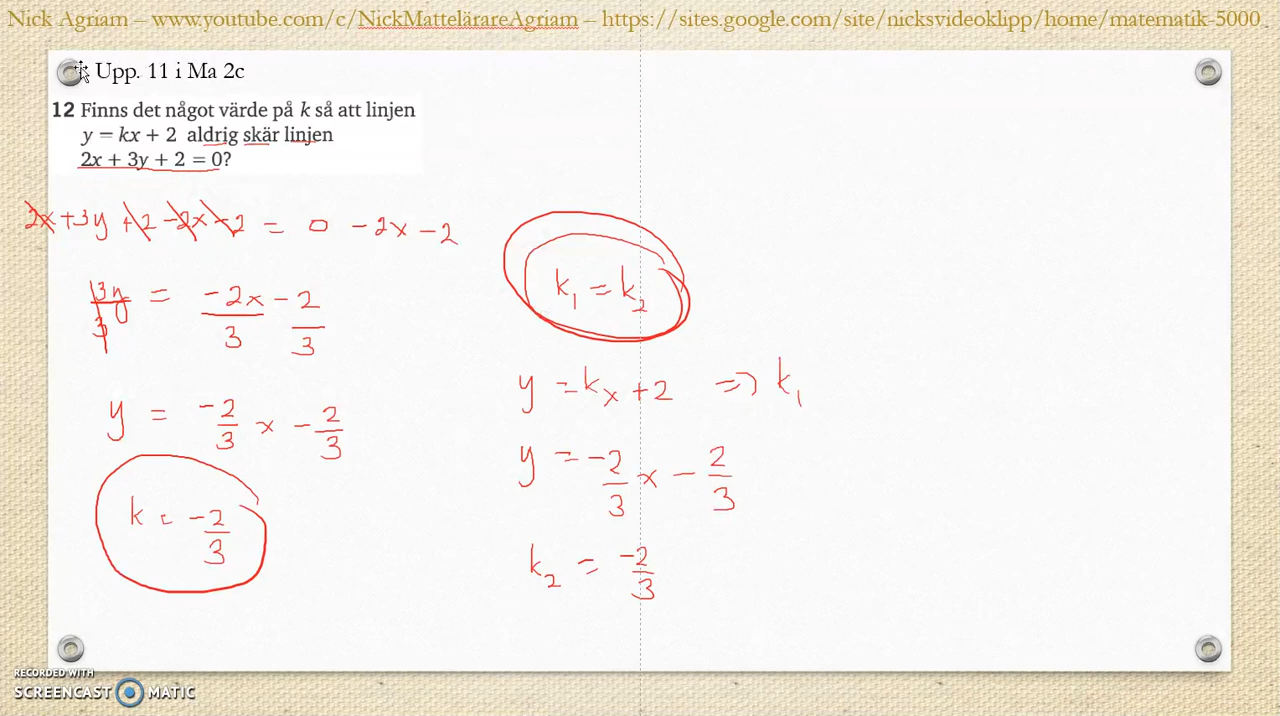 Nick Agriam – www.youtube.com/c/NickMattelärareAgriam – https://sites.google.com/site/nicksvideoklipp/home/matematik-5000
Upp. 11 i Ma 2c
12 Finns det något värde på k så att linjen
y = kx + 2 aldrig skär linjen
2x + 3y + 2 = 0?
2x + 3y + 2 - 2x - 2 = 0 - 2x - 2
3y/3 = -2x/3 - 2/3
y = -2/3 x - 2/3
k = -2/3
k₁ = k₂
y = kx + 2 => k₁
y = -2/3 x - 2/3
k₂ = -2/3
RECORDED WITH
SCREENCAST MATIC